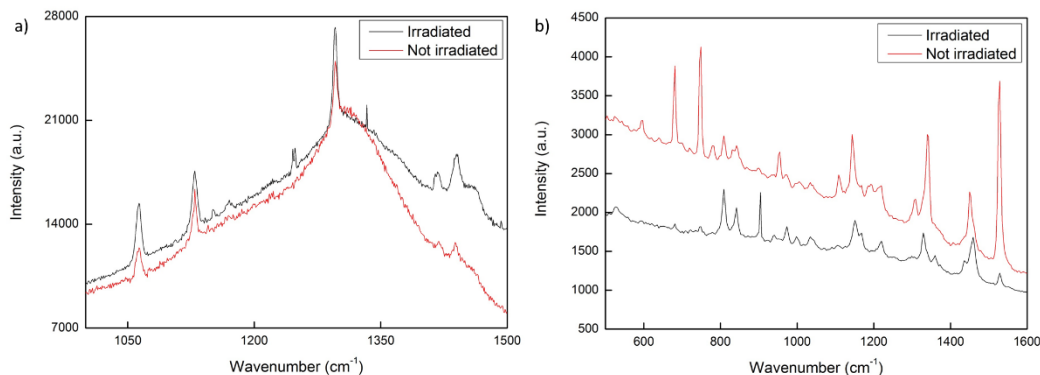 a)
28000
21000
14000
7000
Intensity (a.u.)
Irradiated
Not irradiated
1050 1200 1350 1500
Wavenumber (cm⁻¹)
b)
4500
4000
3500
3000
2500
2000
1500
1000
500
Intensity (a.u.)
Irradiated
Not irradiated
600 800 1000 1200 1400 1600
Wavenumber (cm⁻¹)